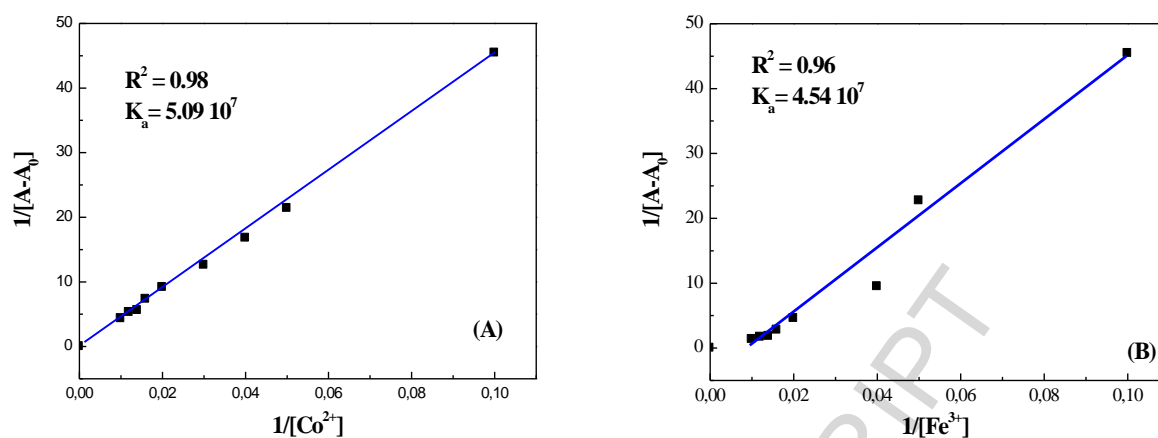 50
40
30
20
10
0
R² = 0.98
Kₐ = 5.09 10⁷
(A)
0,00 0,02 0,04 0,06 0,08 0,10
1/[Co²⁺]
1/[A-A₀]
50
40
30
20
10
0
R² = 0.96
Kₐ = 4.54 10⁷
(B)
0,00 0,02 0,04 0,06 0,08 0,10
1/[Fe³⁺]
1/[A-A₀]
RIPT